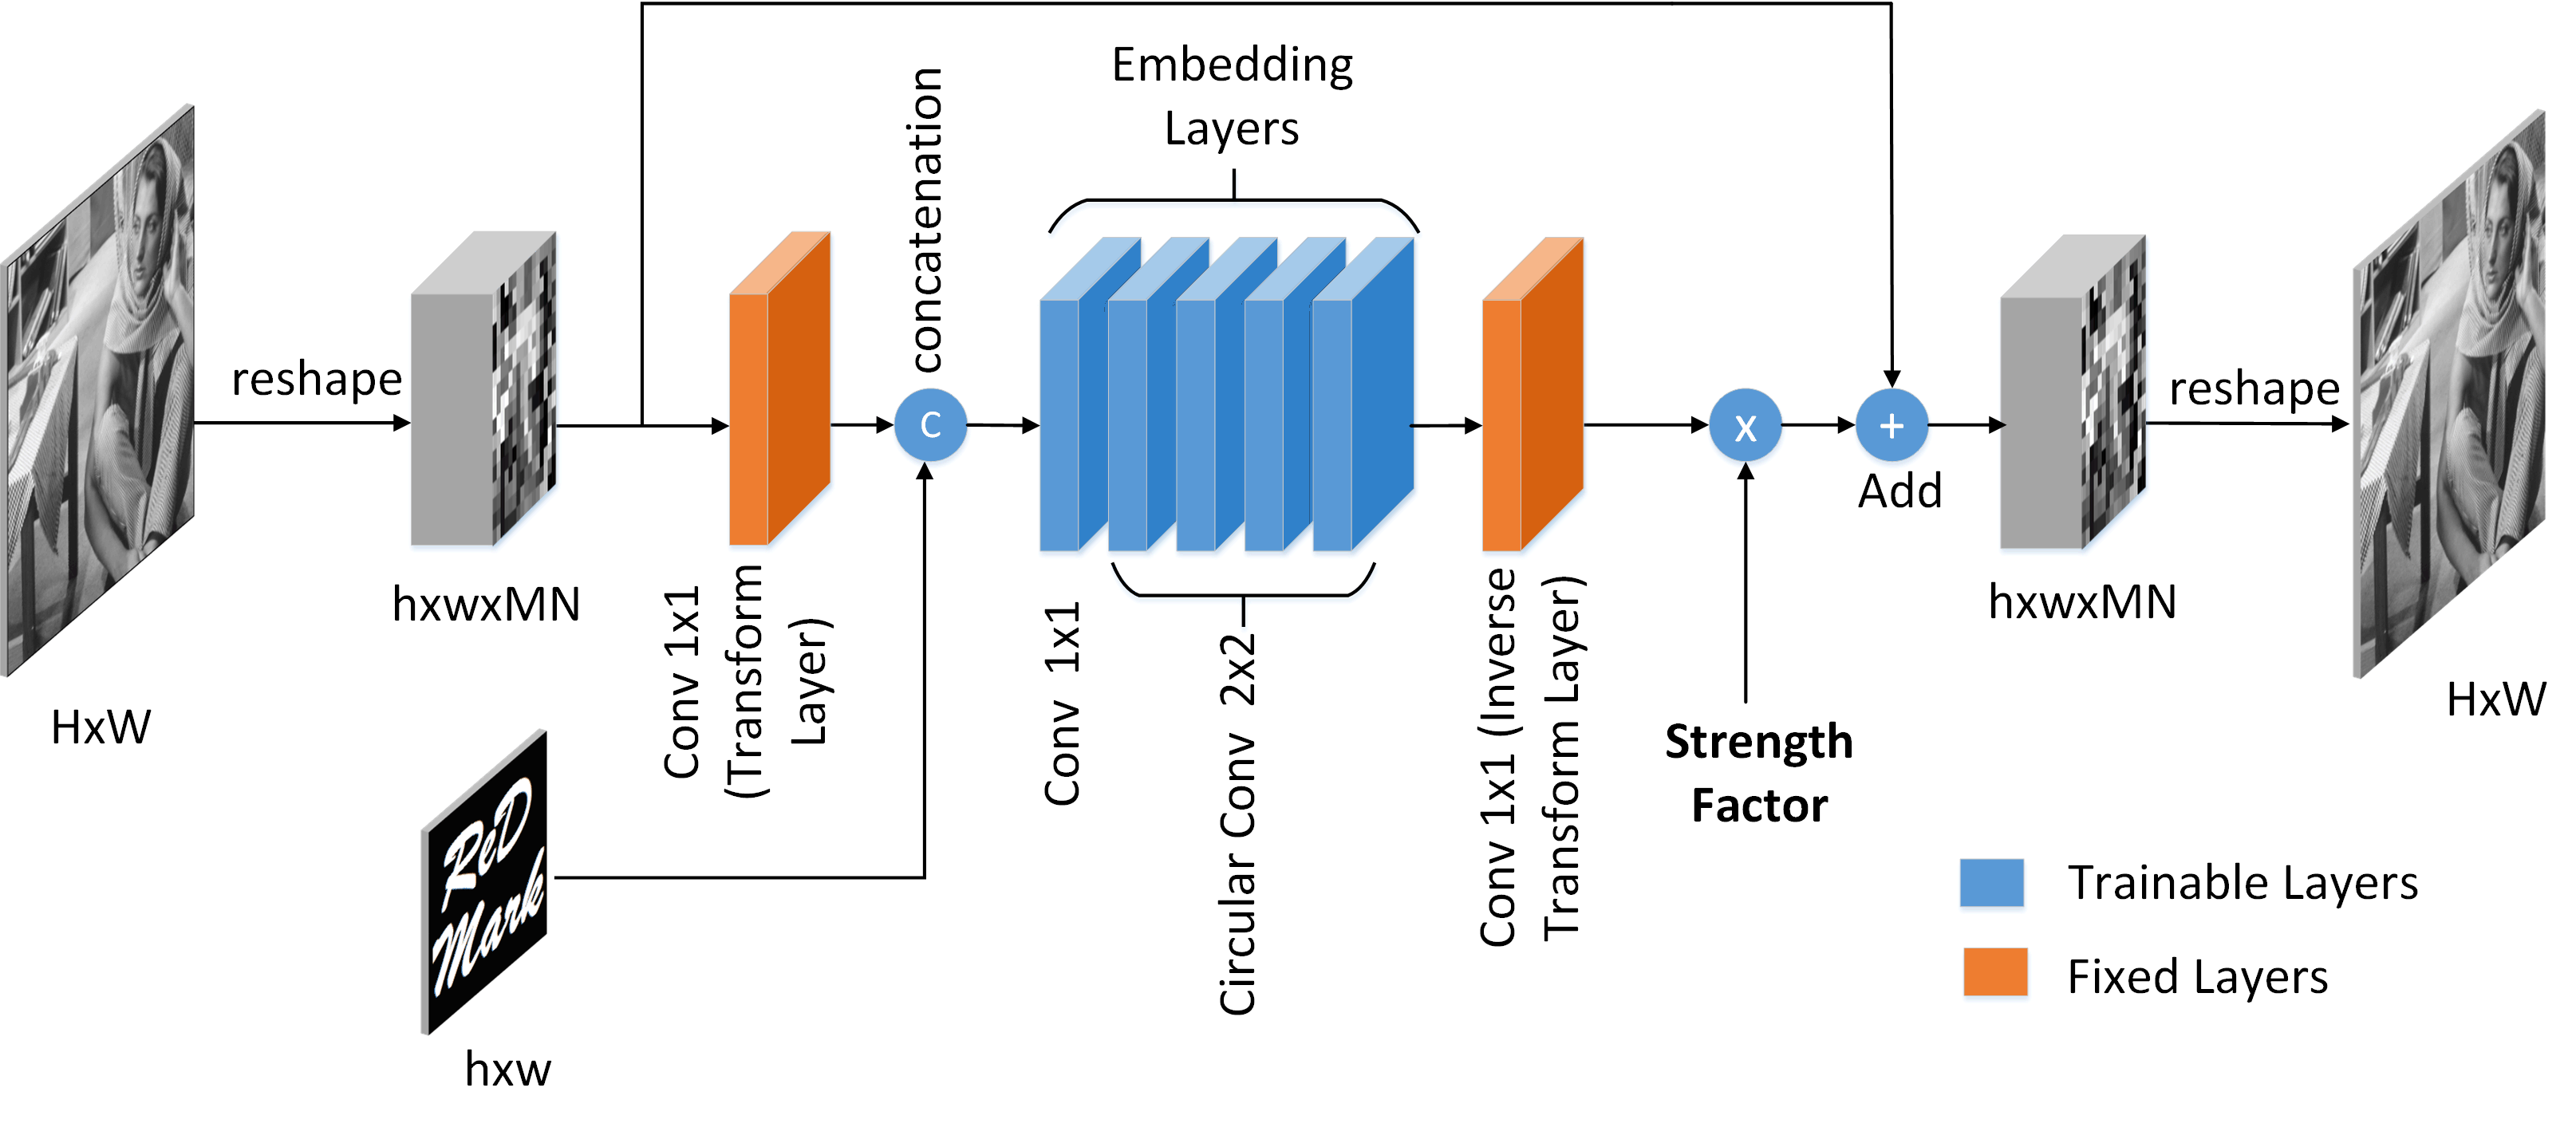 Embedding
Layers
concatenation
reshape
C
x
+
Add
reshape
hxwxMN
hxwxMN
HxW
HxW
Conv 1x1
(Transform
Layer)
Conv 1x1
Circular Conv 2x2
Conv 1x1 (Inverse
Transform Layer)
Strength
Factor
ReD
Mark
hxw
Trainable Layers
Fixed Layers